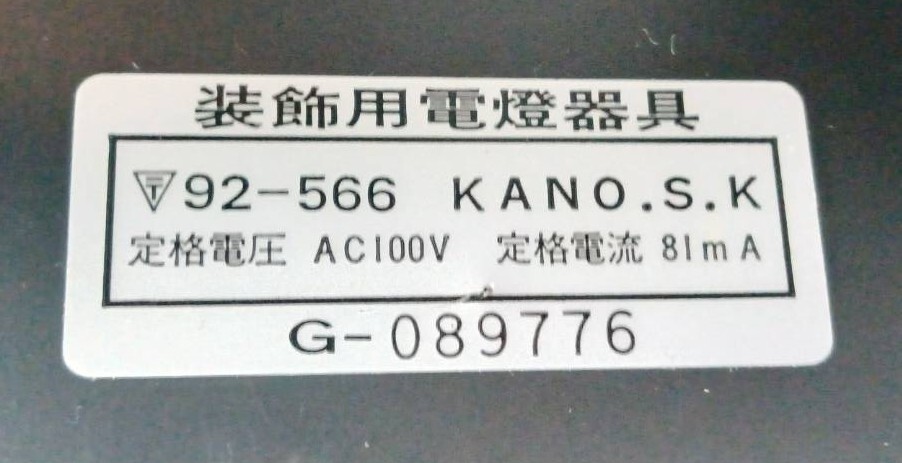 装飾用電燈器具
〒92-566 KANO.S.K
定格電圧 AC100V 定格電流 81mA
G-089776